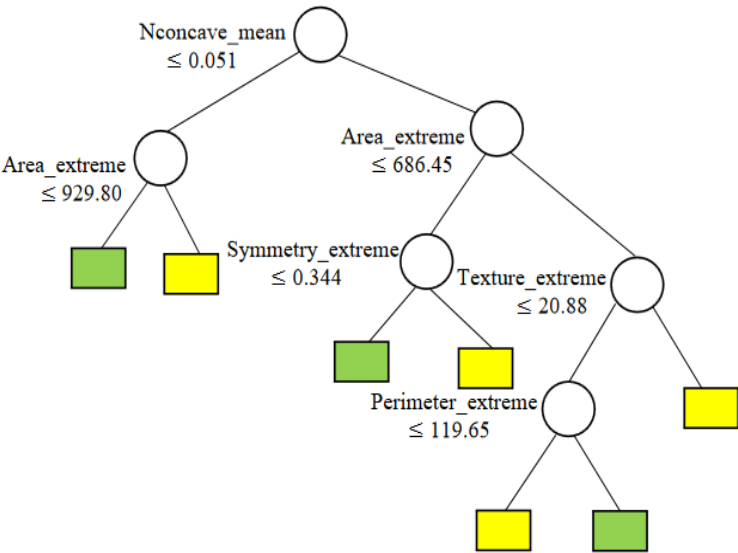 Nconcave_mean
≤ 0.051
Area_extreme
≤ 686.45
Area_extreme
≤ 929.80
Symmetry_extreme
≤ 0.344
Texture_extreme
≤ 20.88
Perimeter_extreme
≤ 119.65